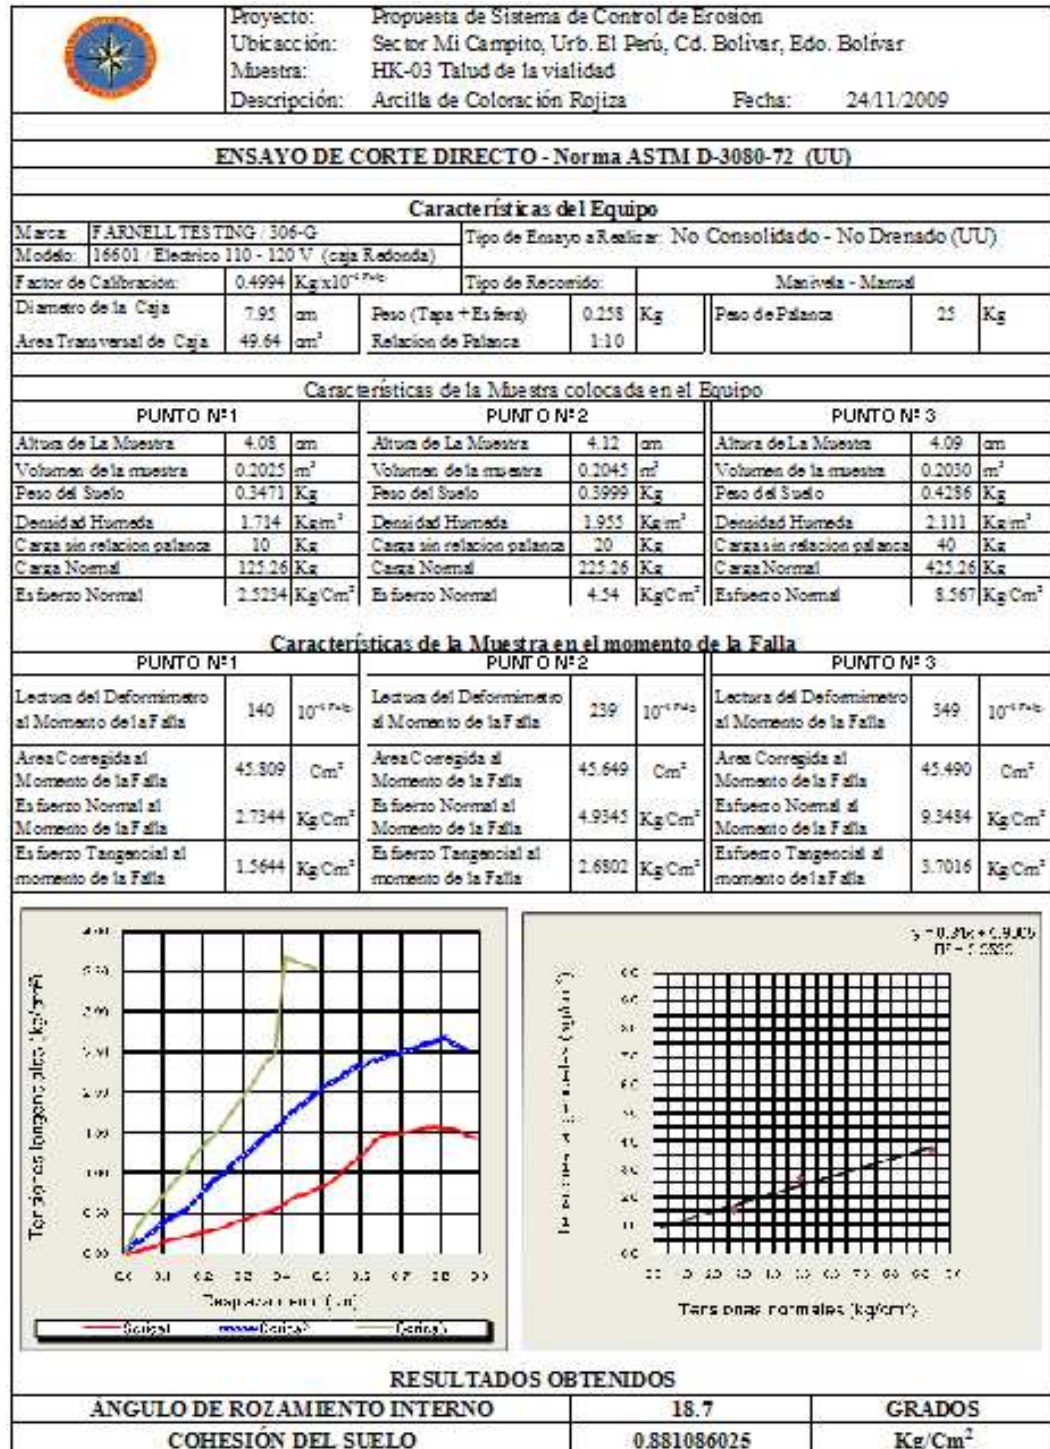 Proyecto: Propuesta de Sistema de Control de Erosión
Ubicacción: Sector Mi Campito, Urb. El Perú, Cd. Bolívar, Edo. Bolívar
Muestra: HK-03 Talud de la vialidad
Descripción: Arcilla de Coloración Rojiza Fecha: 24/11/2009
ENSAYO DE CORTE DIRECTO - Norma ASTM D-3080-72 (UU)
Características del Equipo
Marca: FARNELL TESTING / 306-G Tipo de Ensayo a Realizar: No Consolidado - No Drenado (UU)
Modelo: 16601 / Electrico 110 - 120 V (caja Redonda)
Factor de Calibración: 0.4994 Tipo de Recorrido: Manivela - Manual
Diametro de la Caja 7.95 cm Peso (Tapa + Esfera) 0.258 Kg Peso de Palanca 25 Kg
Area Transversal de Caja 49.64 cm² Relacion de Palanca 1:10
Características de la Muestra colocada en el Equipo
PUNTO Nº 1 PUNTO Nº 2 PUNTO Nº 3
Altura de La Muestra 4.08 cm Altura de La Muestra 4.12 cm Altura de La Muestra 4.09 cm
Volumen de la muestra 0.2025 Volumen de la muestra 0.2045 Volumen de la muestra 0.2030
Peso del Suelo 0.3471 Kg Peso del Suelo 0.3999 Kg Peso del Suelo 0.4286 Kg
Densidad Humeda 1.714 Densidad Humeda 1.955 Densidad Humeda 2.111
Carga sin relacion palanca 10 Kg Carga sin relacion palanca 20 Kg Carga sin relacion palanca 40 Kg
Carga Normal 125.26 Kg Carga Normal 225.26 Kg Carga Normal 425.26 Kg
Esfuerzo Normal 2.5234 Kg/Cm² Esfuerzo Normal 4.54 Kg/Cm² Esfuerzo Normal 8.567 Kg/Cm²
Características de la Muestra en el momento de la Falla
PUNTO Nº 1 PUNTO Nº 2 PUNTO Nº 3
Lectura del Deformimetro al Momento de la Falla 140 Lectura del Deformimetro al Momento de la Falla 239 Lectura del Deformimetro al Momento de la Falla 349
Area Corregida al Momento de la Falla 45.809 Cm² Area Corregida al Momento de la Falla 45.649 Cm² Area Corregida al Momento de la Falla 45.490 Cm²
Esfuerzo Normal al Momento de la Falla 2.7344 Kg/Cm² Esfuerzo Normal al Momento de la Falla 4.9345 Kg/Cm² Esfuerzo Normal al Momento de la Falla 9.3484 Kg/Cm²
Esfuerzo Tangencial al momento de la Falla 1.5644 Kg/Cm² Esfuerzo Tangencial al momento de la Falla 2.6802 Kg/Cm² Esfuerzo Tangencial al momento de la Falla 3.7016 Kg/Cm²
Tensiones tangenciales (kg/cm²)
Tensiones normales (kg/cm²)
RESULTADOS OBTENIDOS
ÁNGULO DE ROZAMIENTO INTERNO 18.7 GRADOS
COHESIÓN DEL SUELO 0.881086025 Kg/Cm²